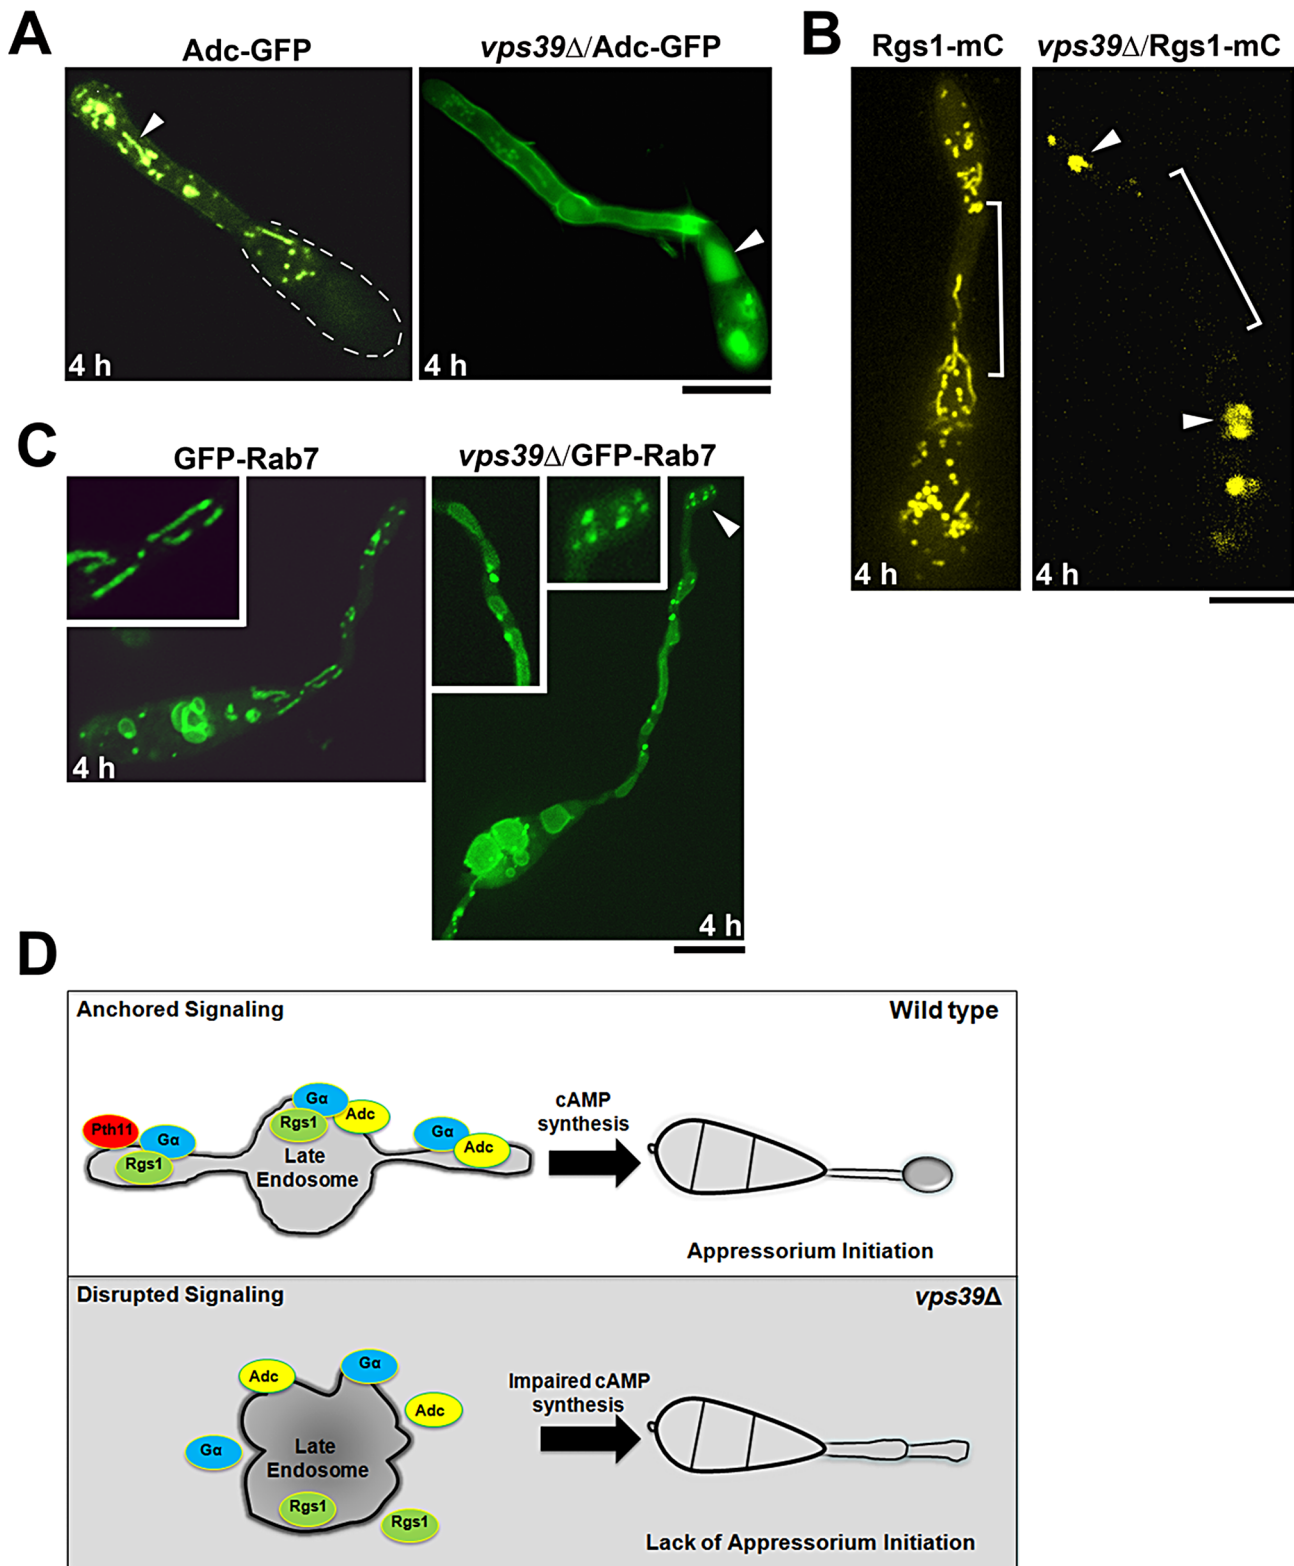 A
Adc-GFP
vps39Δ/Adc-GFP
4 h
4 h
B
Rgs1-mC
vps39Δ/Rgs1-mC
4 h
4 h
C
GFP-Rab7
vps39Δ/GFP-Rab7
4 h
4 h
D
Anchored Signaling
Wild type
Pth11
Gα
Rgs1
Gα
Rgs1
Adc
Gα
Adc
Late
Endosome
cAMP
synthesis
Appressorium Initiation
Disrupted Signaling
vps39Δ
Adc
Gα
Adc
Gα
Late
Endosome
Rgs1
Rgs1
Impaired cAMP
synthesis
Lack of Appressorium Initiation